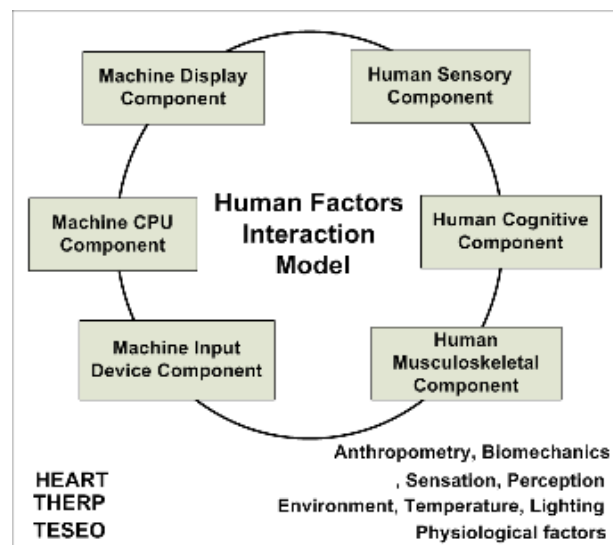 Machine Display
Component
Human Sensory
Component
Human Factors
Interaction
Model
Machine CPU
Component
Human Cognitive
Component
Machine Input
Device Component
Human
Musculoskeletal
Component
Anthropometry, Biomechanics
, Sensation, Perception
Environment, Temperature, Lighting
Physiological factors
HEART
THERP
TESEO